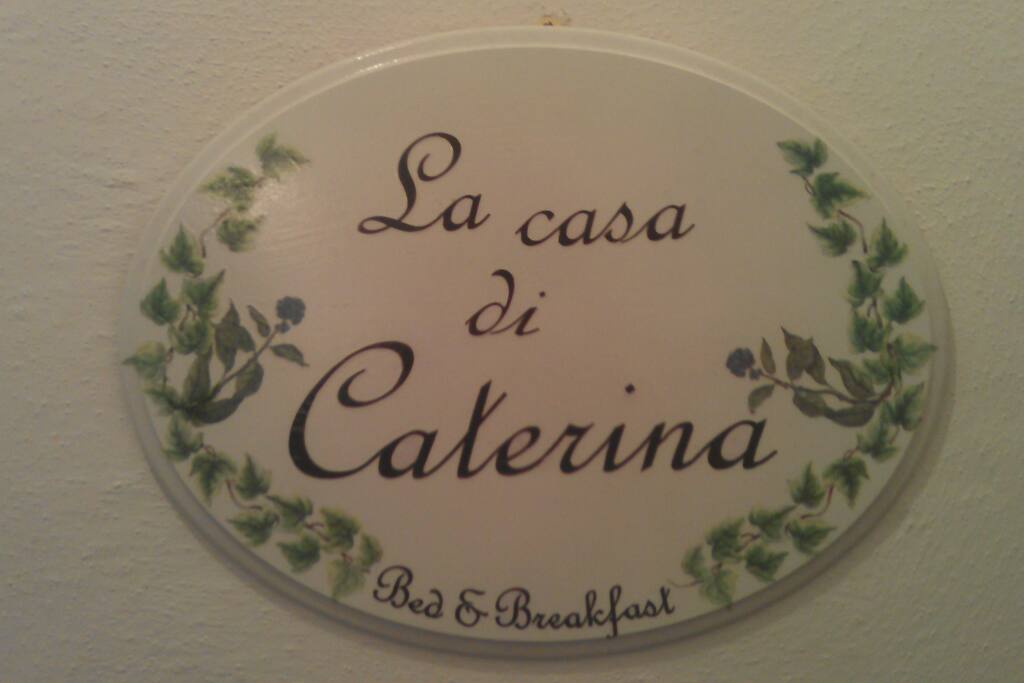 La casa
di
Caterina
Bed & Breakfast